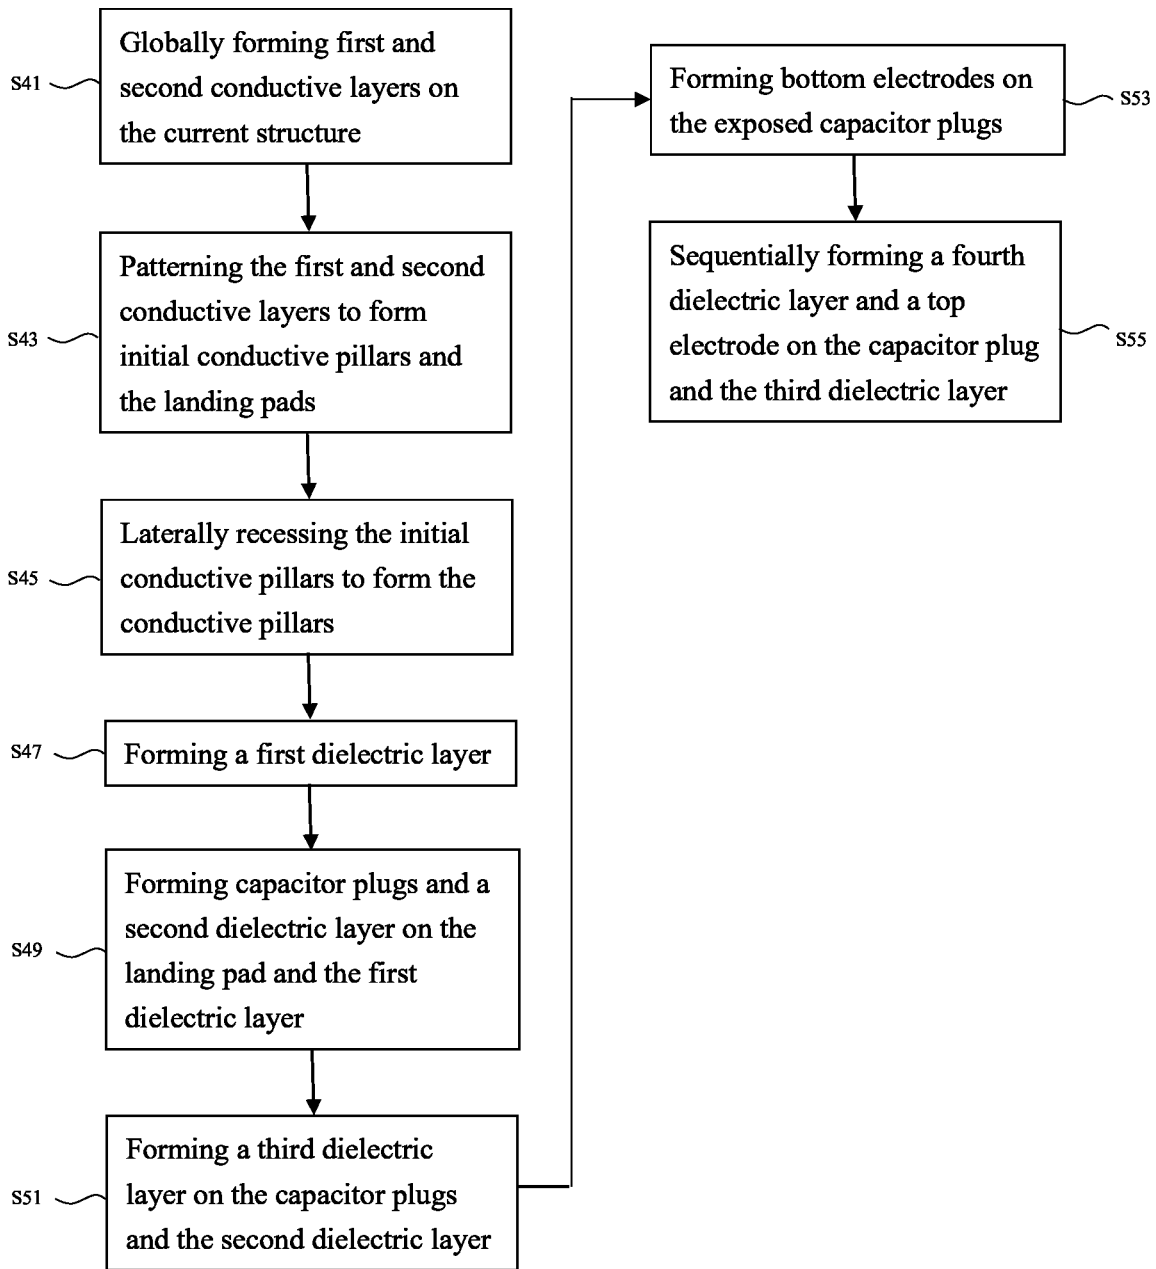 S41
Globally forming first and
second conductive layers on
the current structure
S43
Patterning the first and second
conductive layers to form
initial conductive pillars and
the landing pads
S45
Laterally recessing the initial
conductive pillars to form the
conductive pillars
S47
Forming a first dielectric layer
S49
Forming capacitor plugs and a
second dielectric layer on the
landing pad and the first
dielectric layer
S51
Forming a third dielectric
layer on the capacitor plugs
and the second dielectric layer
Forming bottom electrodes on
the exposed capacitor plugs
S53
Sequentially forming a fourth
dielectric layer and a top
electrode on the capacitor plug
and the third dielectric layer
S55